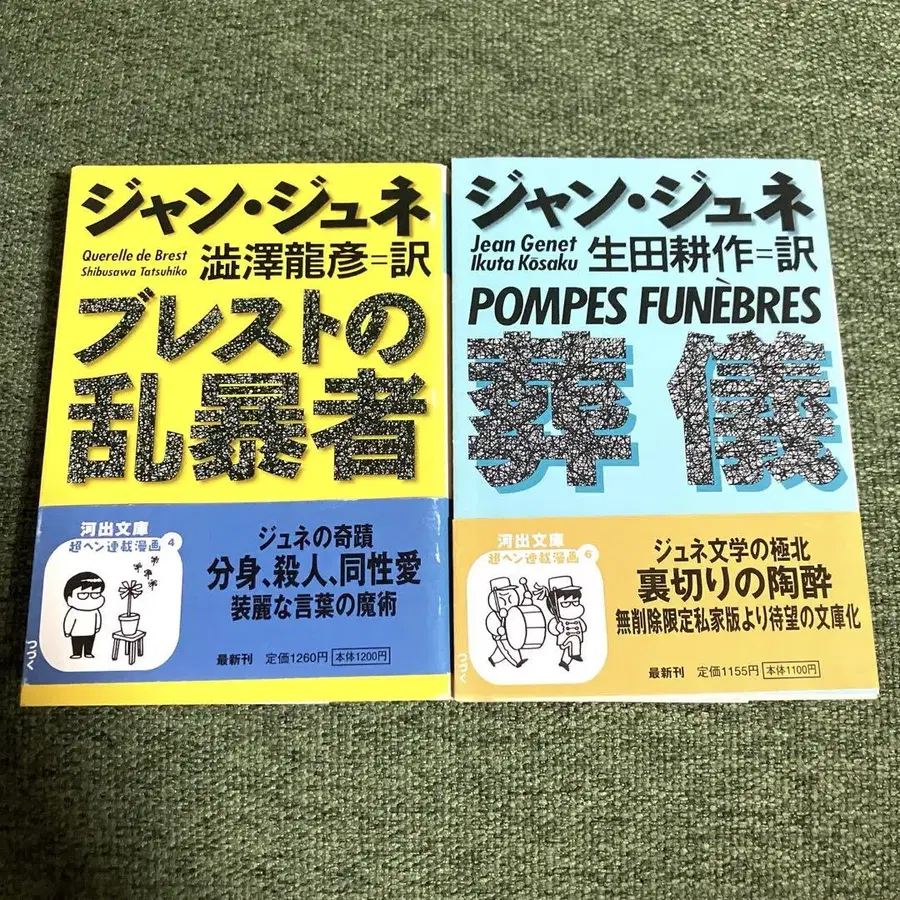 ジャン・ジュネ
Querelle de Brest
Shibusawa Tatsuhiko
澁澤龍彥=訳
ブレストの
乱暴者
河出文庫
超ヘン連載漫画 4
つづく
ジュネの奇蹟
分身、殺人、同性愛
装麗な言葉の魔術
最新刊 定価1260円 本体1200円
ジャン・ジュネ
Jean Genet
Ikuta Kōsaku
生田耕作=訳
POMPES FUNÈBRES
葬儀
河出文庫
超ヘン連載漫画 6
つづく
ジュネ文学の極北
裏切りの陶酔
無削除限定私家版より待望の文庫化
最新刊 定価1155円 本体1100円